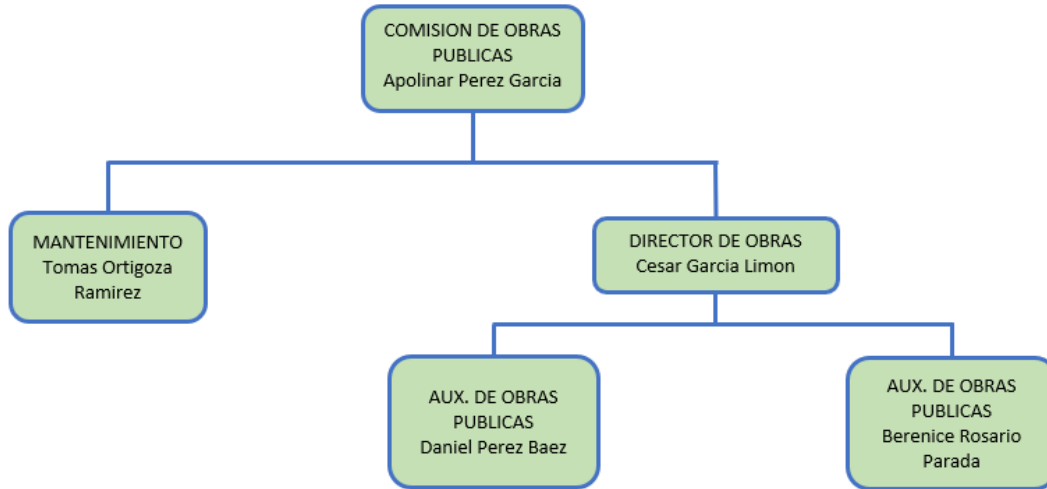 COMISION DE OBRAS
PUBLICAS
Apolinar Perez Garcia
MANTENIMIENTO
Tomas Ortigoza
Ramirez
DIRECTOR DE OBRAS
Cesar Garcia Limon
AUX. DE OBRAS
PUBLICAS
Daniel Perez Baez
AUX. DE OBRAS
PUBLICAS
Berenice Rosario
Parada